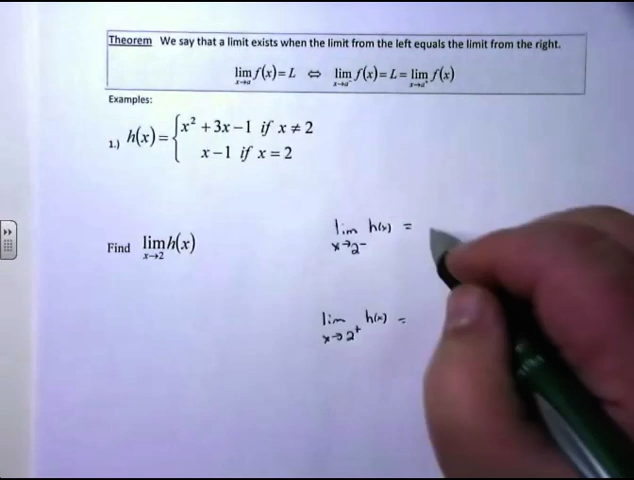 Theorem We say that a limit exists when the limit from the left equals the limit from the right.
lim f(x) = L ⇔ lim f(x) = L = lim f(x)
x→a x→a⁻ x→a⁺
Examples:
1.) h(x) = { x² + 3x − 1 if x ≠ 2
x − 1 if x = 2
lim h(x) =
x→2⁻
Find lim h(x)
x→2
lim h(x) =
x→2⁺